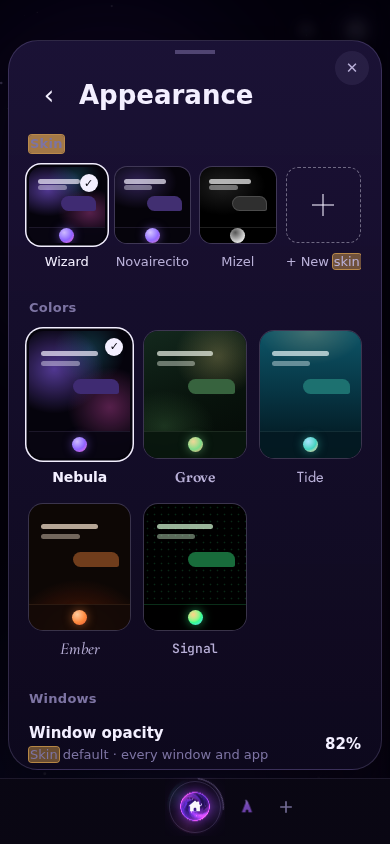 Appearance
Skin
Wizard
Novairecito
Mizel
+ New skin
Colors
Nebula
Grove
Tide
Ember
Signal
Windows
Window opacity
82%
Skin default · every window and app